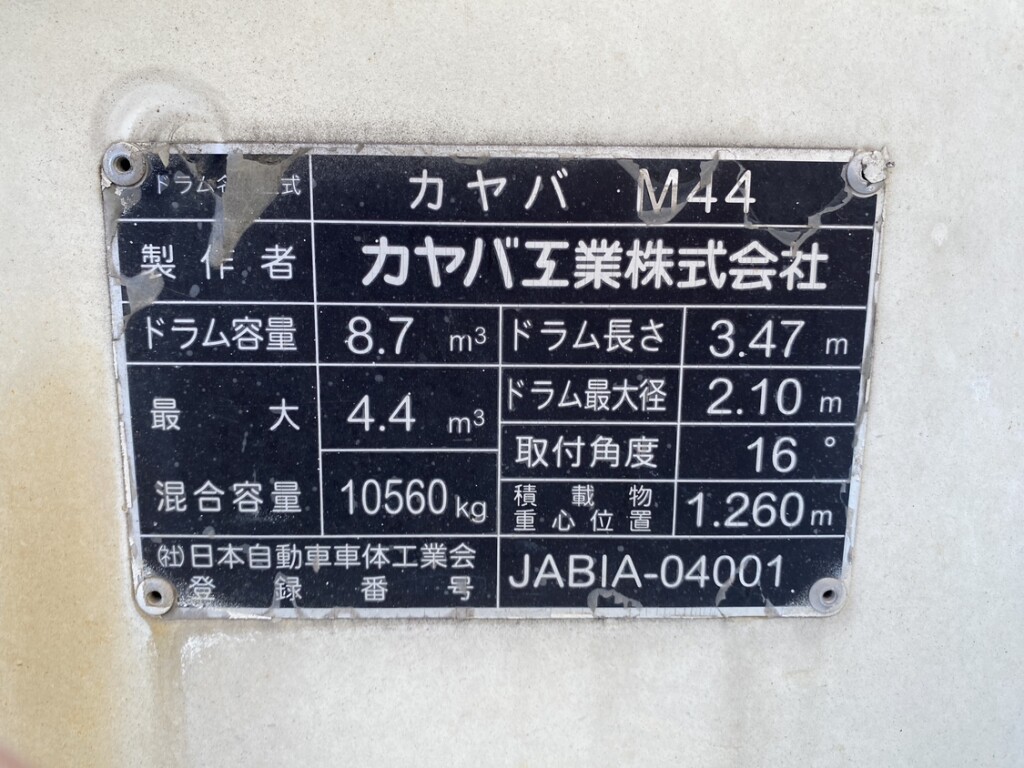 ドラム名 式 カヤバ M44
製作者 カヤバ工業株式会社
ドラム容量 8.7 m³ ドラム長さ 3.47 m
最大 4.4 m³ ドラム最大径 2.10 m
取付角度 16 °
混合容量 10560 kg 積載物 1.260 m
重心位置
㈳日本自動車車体工業会 JABIA-04001
登録番号